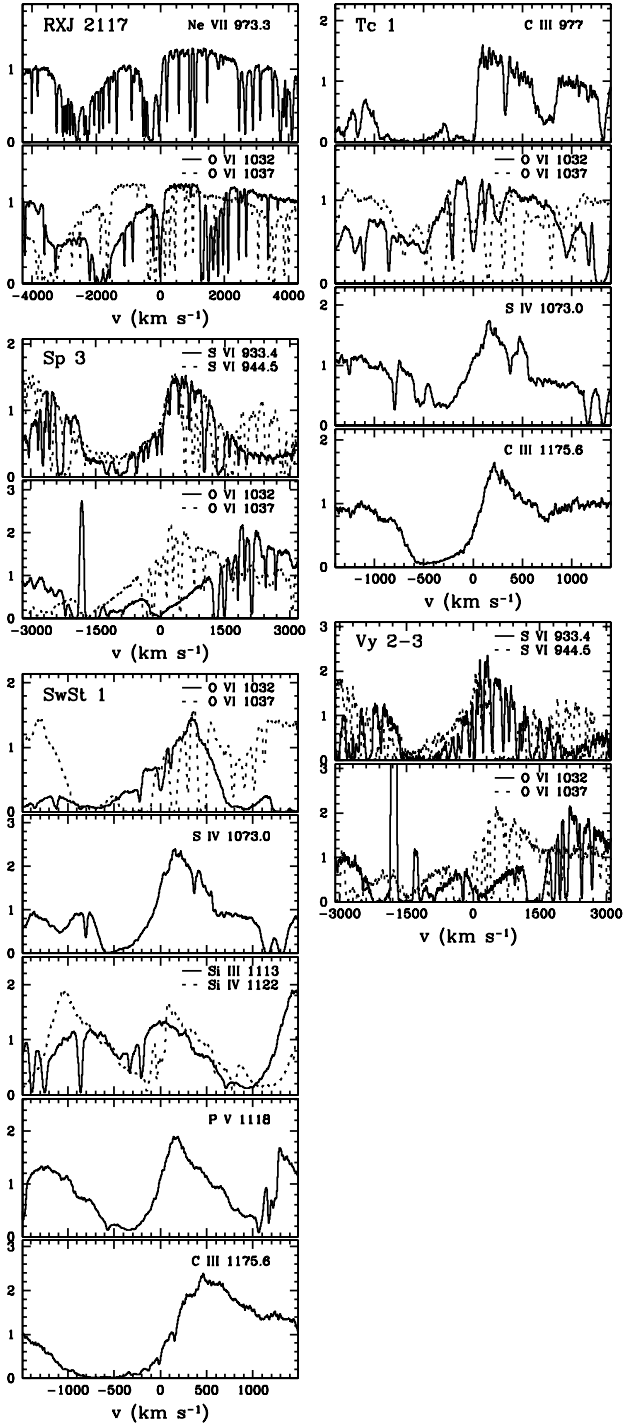 RXJ 2117
Ne VII 973.3
1
0
O VI 1032
O VI 1037
1
0
−4000 −2000 0 2000 4000
v (km s⁻¹)
Sp 3
S VI 933.4
S VI 944.5
2
1
0
O VI 1032
O VI 1037
3
2
1
0
−3000 −1500 0 1500 3000
v (km s⁻¹)
SwSt 1
O VI 1032
O VI 1037
2
1
0
S IV 1073.0
3
2
1
0
Si III 1113
Si IV 1122
2
1
0
P V 1118
2
1
0
C III 1175.6
3
2
1
0
−1000 −500 0 500 1000
v (km s⁻¹)
Tc 1
C III 977
2
1
0
O VI 1032
O VI 1037
1
0
S IV 1073.0
2
1
0
C III 1175.6
2
1
0
−1000 −500 0 500 1000
v (km s⁻¹)
Vy 2−3
S VI 933.4
S VI 944.5
3
2
1
0
O VI 1032
O VI 1037
3
2
1
0
−3000 −1500 0 1500 3000
v (km s⁻¹)